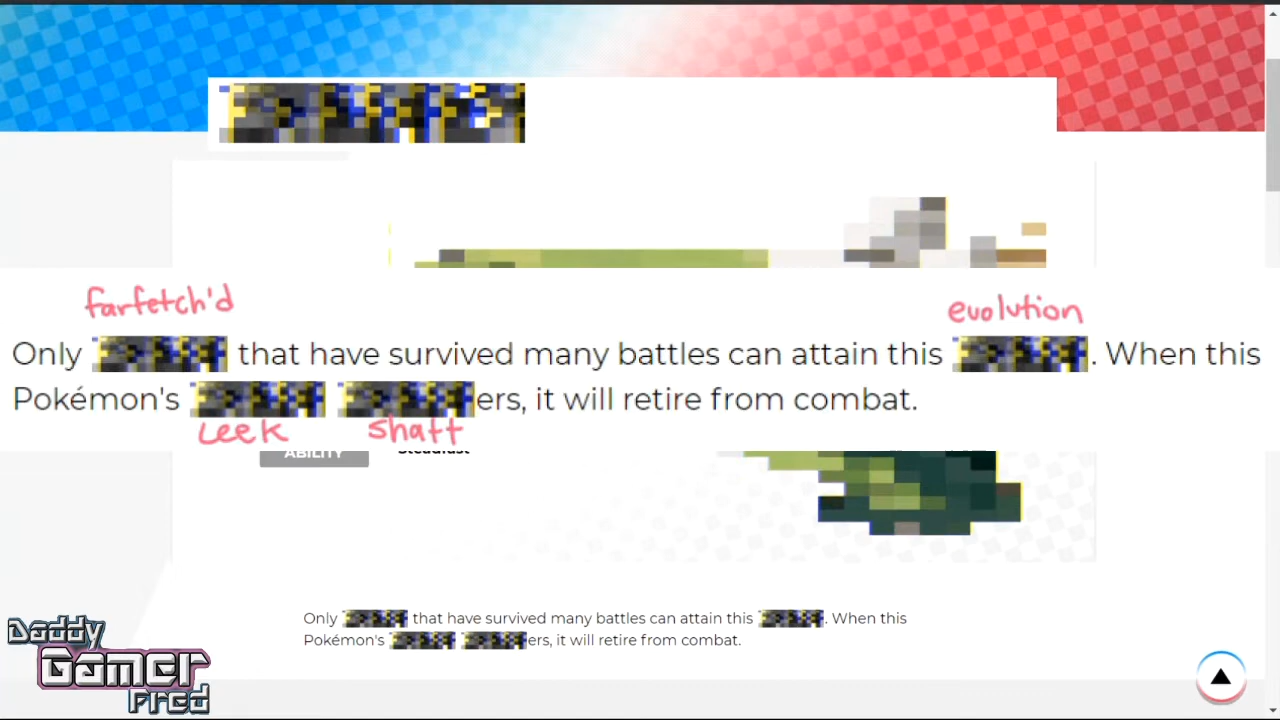 farfetch'd
evolution
Only that have survived many battles can attain this . When this
Pokémon's ers, it will retire from combat.
Leek shaft
ABILITY Steadfast
Only that have survived many battles can attain this . When this
Pokémon's ers, it will retire from combat.
Daddy
Gamer
Fred